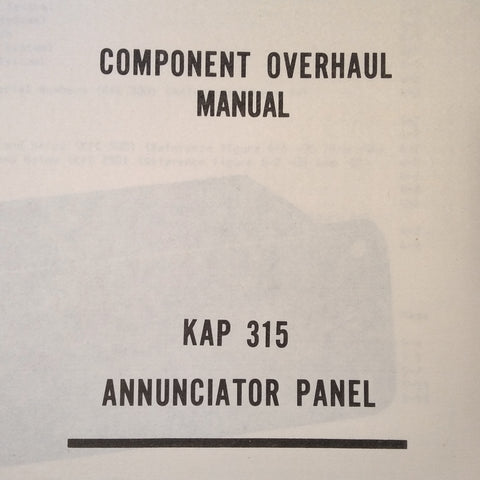 COMPONENT OVERHAUL
MANUAL
KAP 315
ANNUNCIATOR PANEL